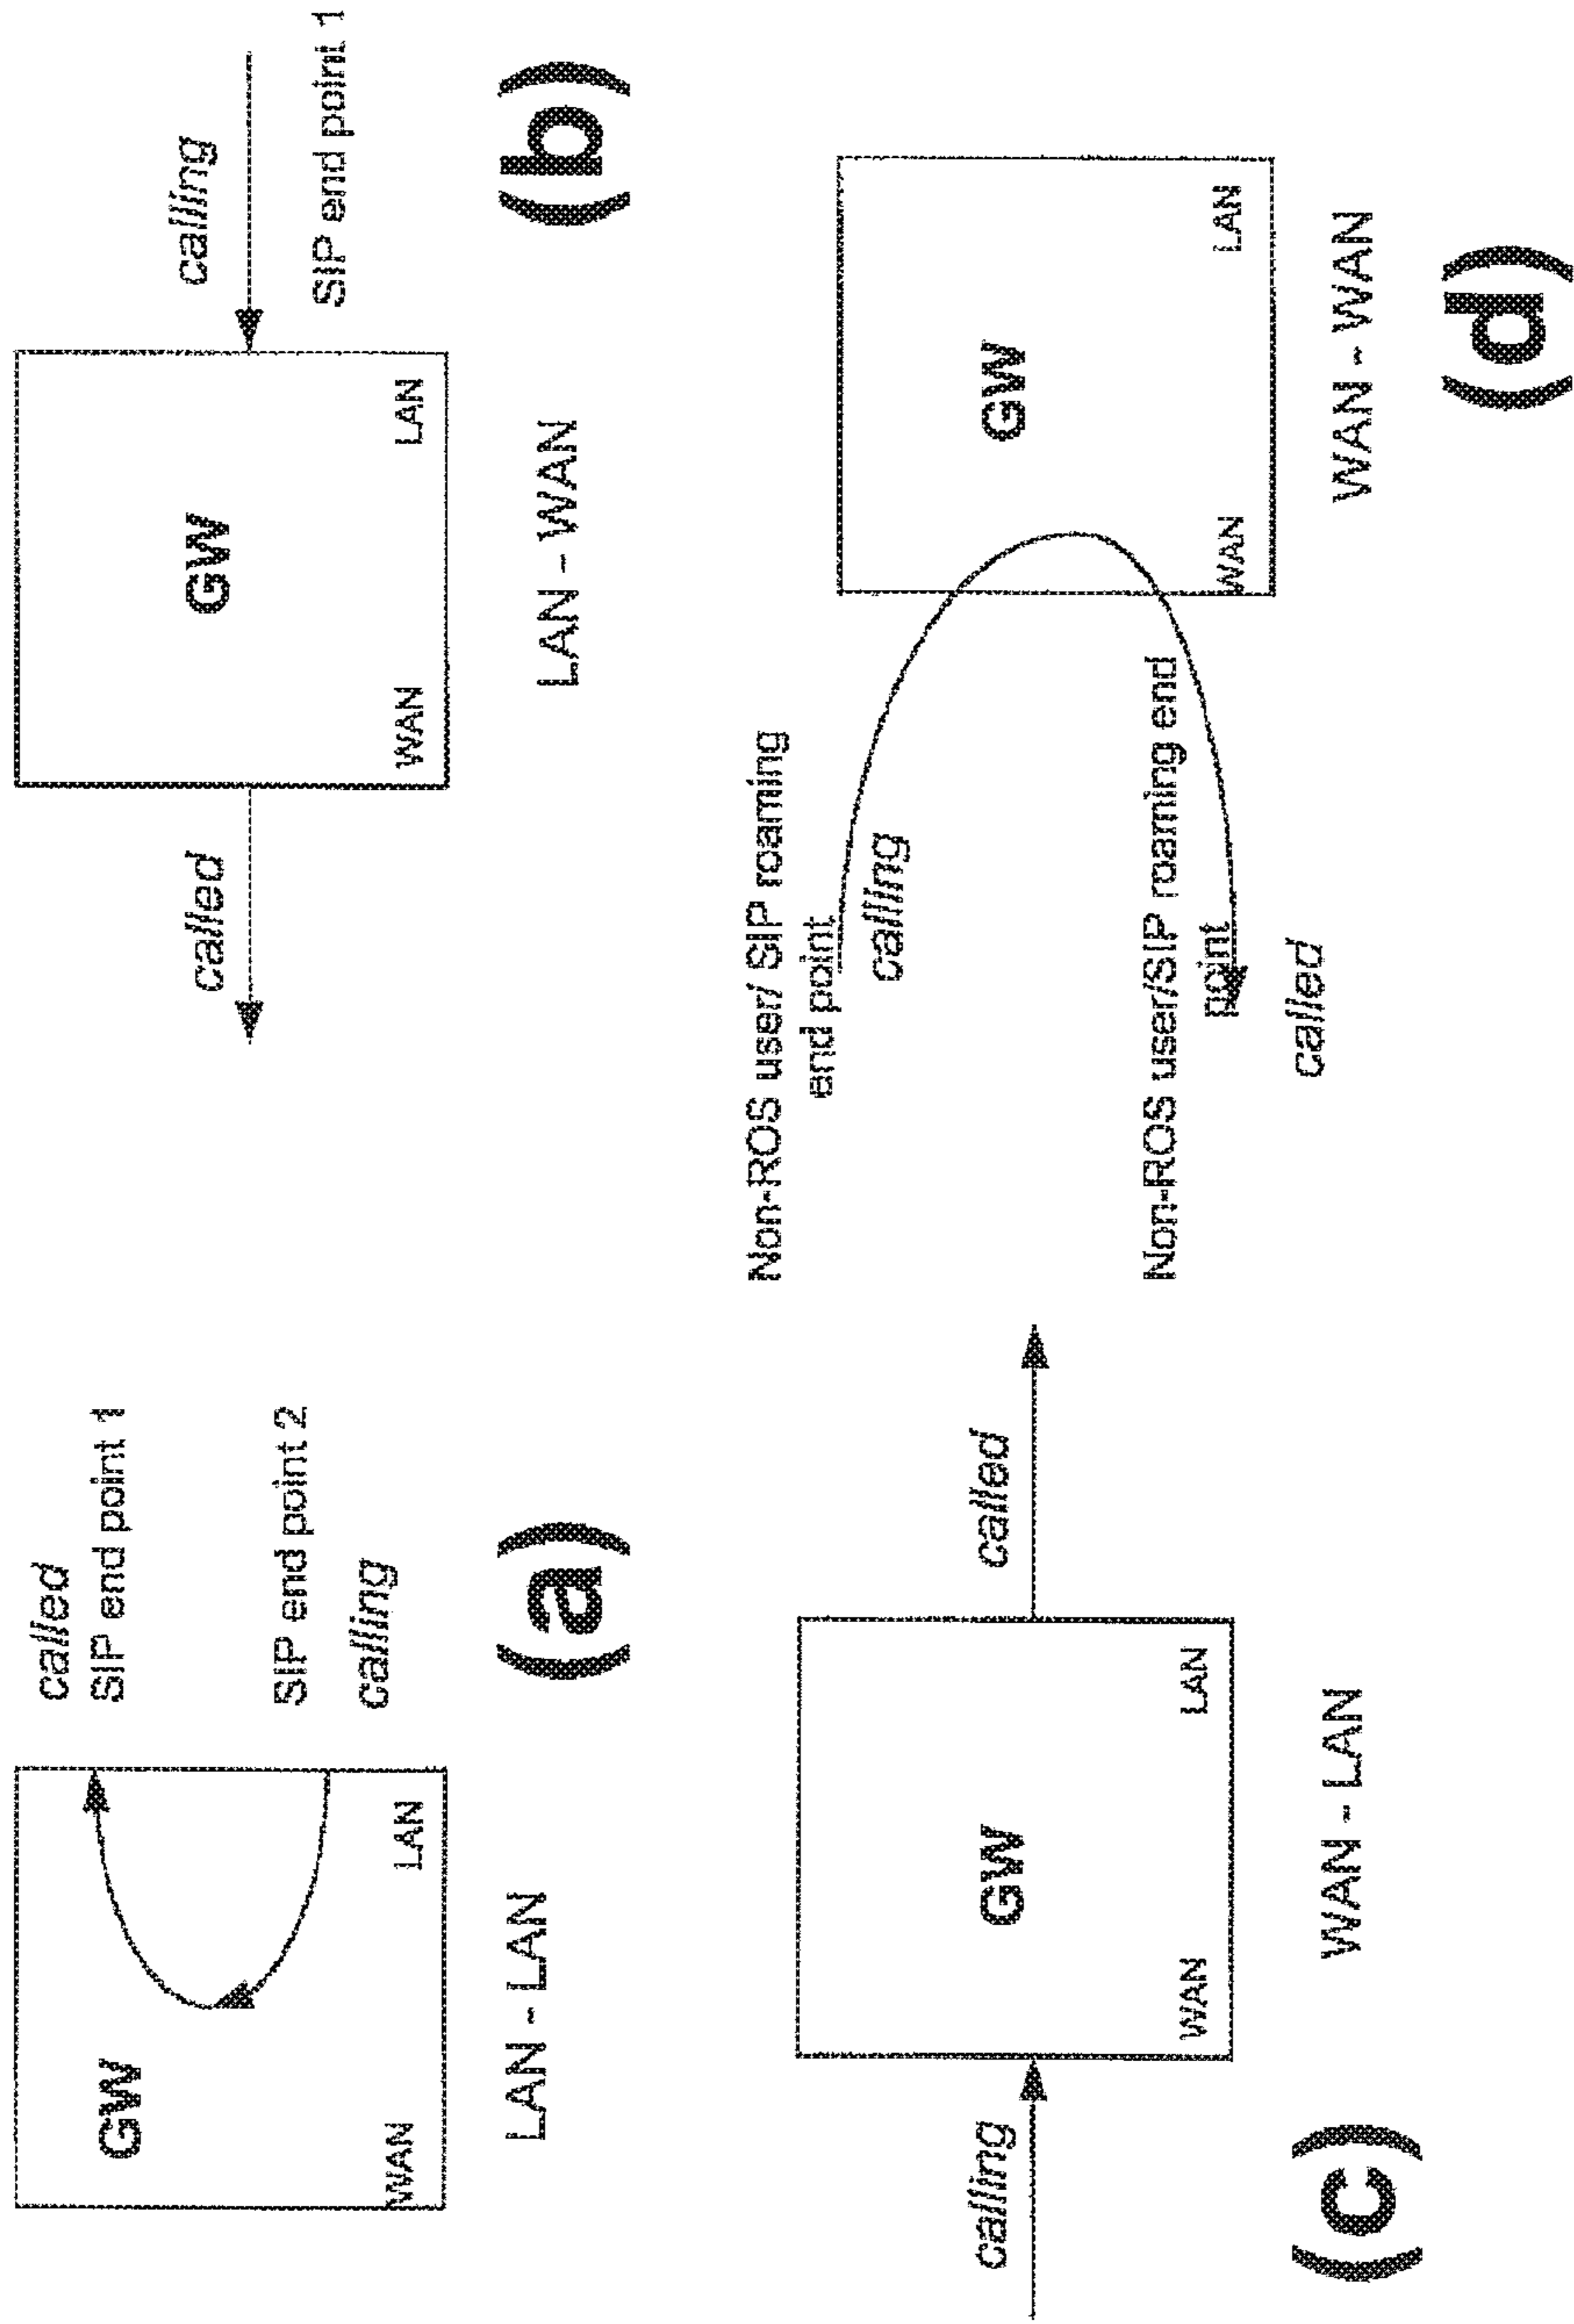 called
SIP end point 1
GW
SIP end point 2
calling
WAN
LAN
LAN - LAN
(a)
calling
GW
called
SIP end point 1
WAN
LAN
LAN - WAN
(b)
calling
GW
called
WAN
LAN
WAN - LAN
(c)
Non-ROS user/ SIP roaming
end point
calling
GW
Non-ROS user/SIP roaming end
point
WAN
LAN
called
WAN - WAN
(d)